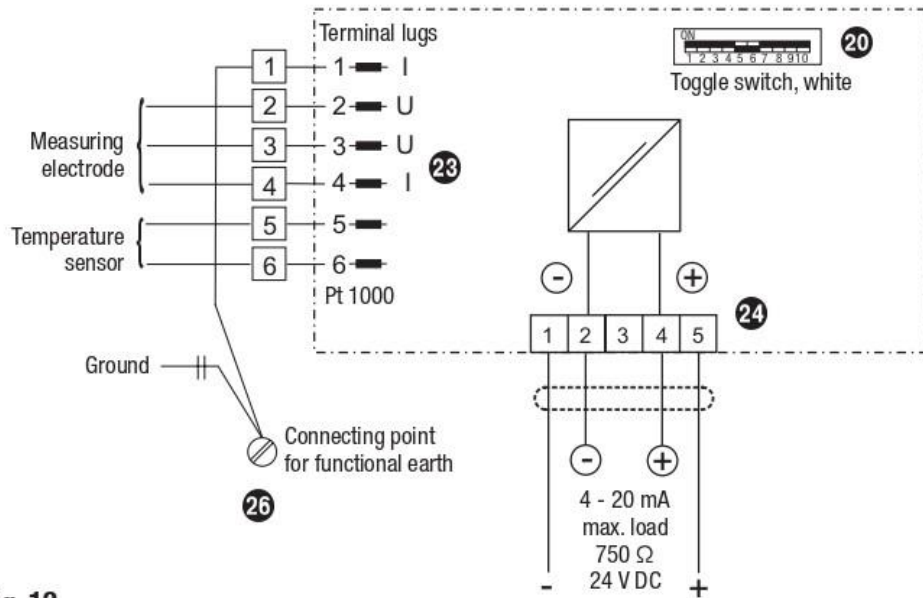 Terminal lugs
ON
1 2 3 4 5 6 7 8 9 10
20
Toggle switch, white
1 1 I
2 2 U
3 3 U
4 4 I
23
5 5
6 6
Measuring
electrode
Temperature
sensor
Pt 1000
- +
24
1 2 3 4 5
Ground
Connecting point
for functional earth
26
- +
4 - 20 mA
max. load
750 Ω
24 V DC
- +